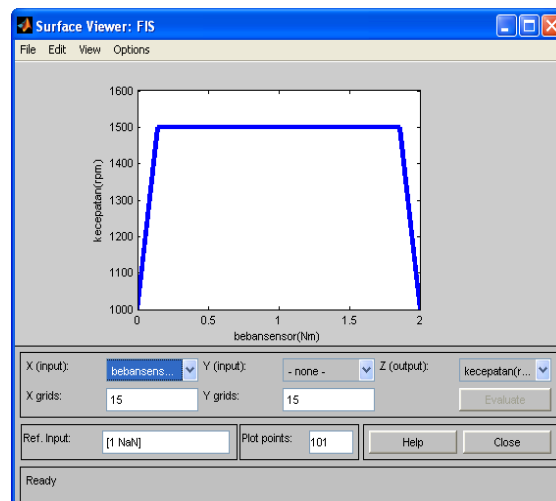 Surface Viewer: FIS
File Edit View Options
1600
1500
1400
1300
1200
1100
1000
kecepatan(rpm)
0 0.5 1 1.5 2
bebansensor(Nm)
X (input): bebansens... Y (input): - none - Z (output): kecepatan(r...
X grids: 15 Y grids: 15 Evaluate
Ref. Input: [1 NaN] Plot points: 101 Help Close
Ready